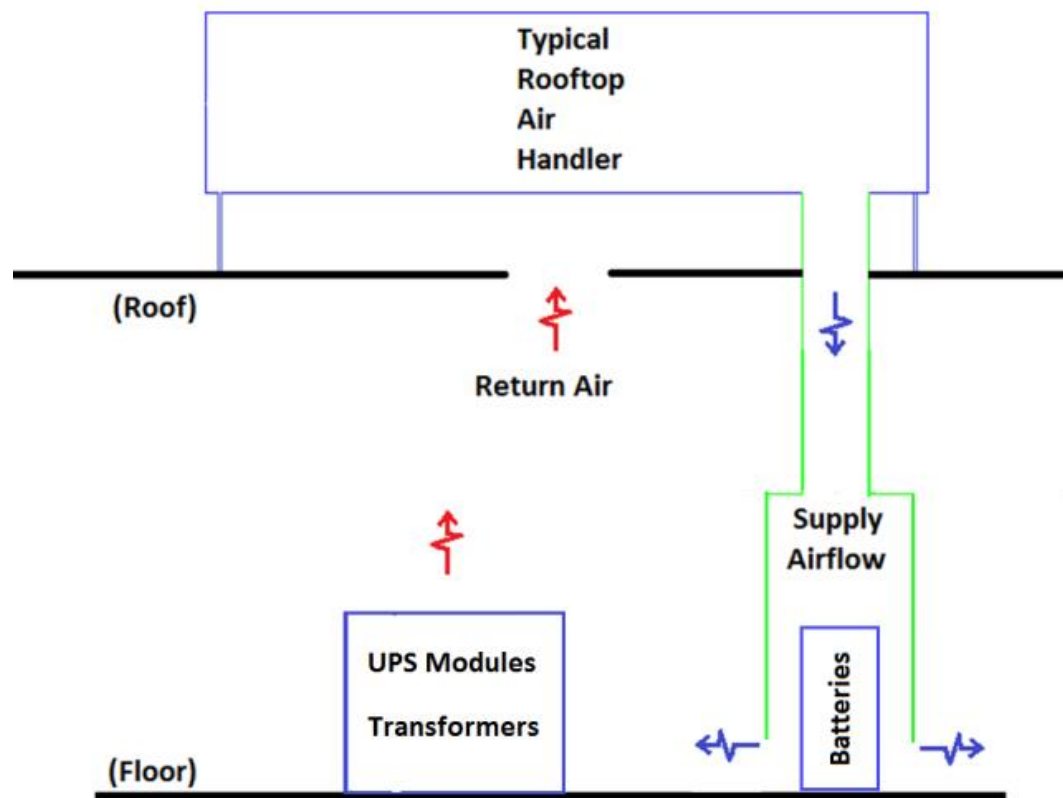 Typical
Rooftop
Air
Handler
(Roof)
Return Air
Supply
Airflow
UPS Modules
Transformers
Batteries
(Floor)